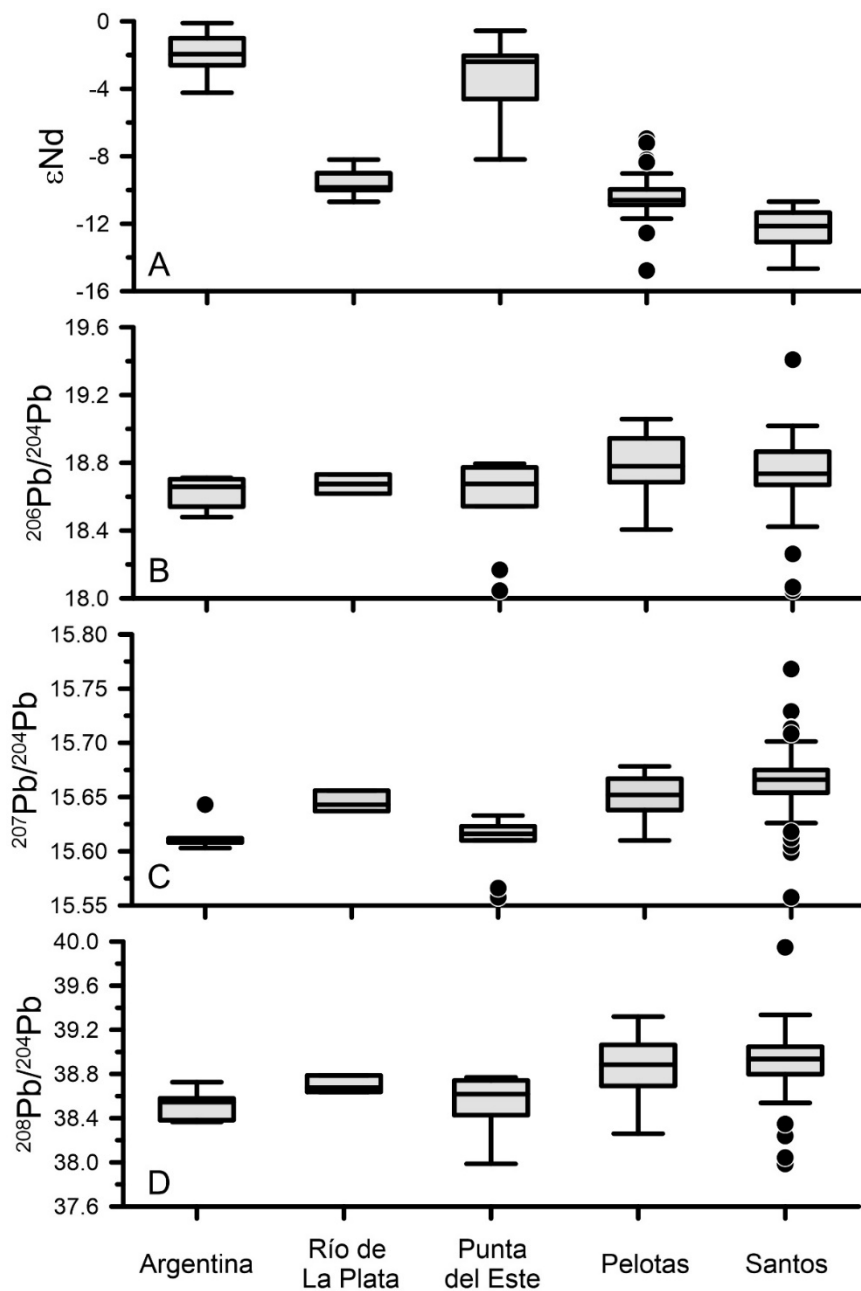 0
-4
-8
-12
-16
εNd
A
19.6
19.2
18.8
18.4
18.0
²⁰⁶Pb/²⁰⁴Pb
B
15.80
15.75
15.70
15.65
15.60
15.55
²⁰⁷Pb/²⁰⁴Pb
C
40.0
39.6
39.2
38.8
38.4
38.0
37.6
²⁰⁸Pb/²⁰⁴Pb
D
Argentina
Río de
La Plata
Punta
del Este
Pelotas
Santos